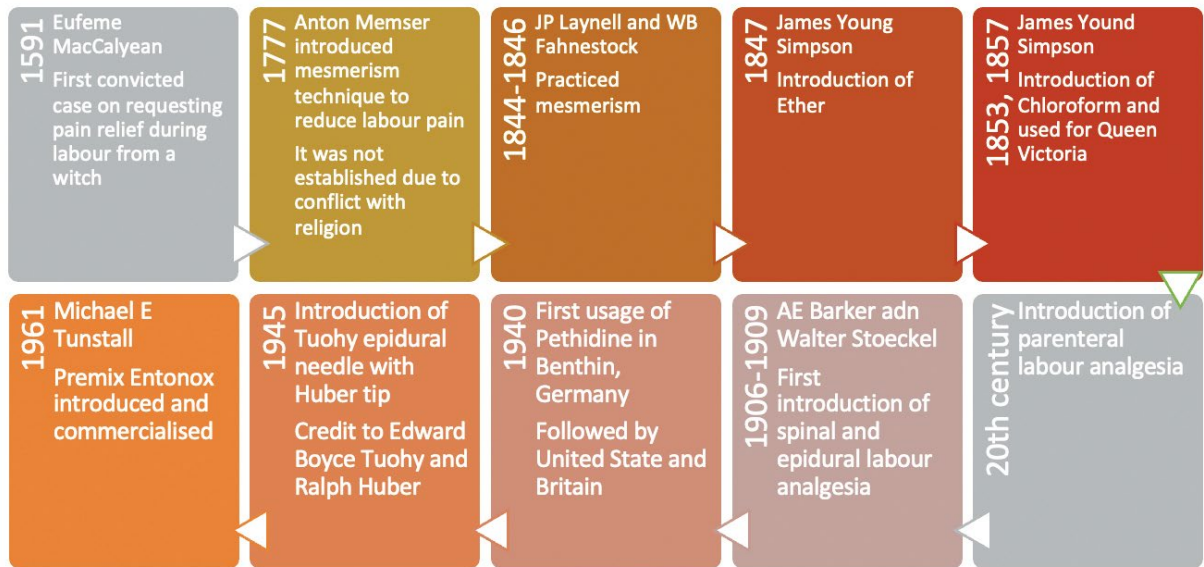 1591
Eufeme
MacCalyean
First convicted
case on requesting
pain relief during
labour from a
witch
1777
Anton Memser
introduced
mesmerism
technique to
reduce labour pain
It was not
established due to
conflict with
religion
1844-1846
JP Laynell and WB
Fahnestock
Practiced
mesmerism
1847
James Young
Simpson
Introduction of
Ether
1853, 1857
James Yound
Simpson
Introduction of
Chloroform and
used for Queen
Victoria
20th century
Introduction of
parenteral
labour analgesia
1906-1909
AE Barker adn
Walter Stoeckel
First
introduction of
spinal and
epidural labour
analgesia
1940
First usage of
Pethidine in
Benthin,
Germany
Followed by
United State and
Britain
1945
Introduction of
Tuohy epidural
needle with
Huber tip
Credit to Edward
Boyce Tuohy and
Ralph Huber
1961
Michael E
Tunstall
Premix Entonox
introduced and
commercialised